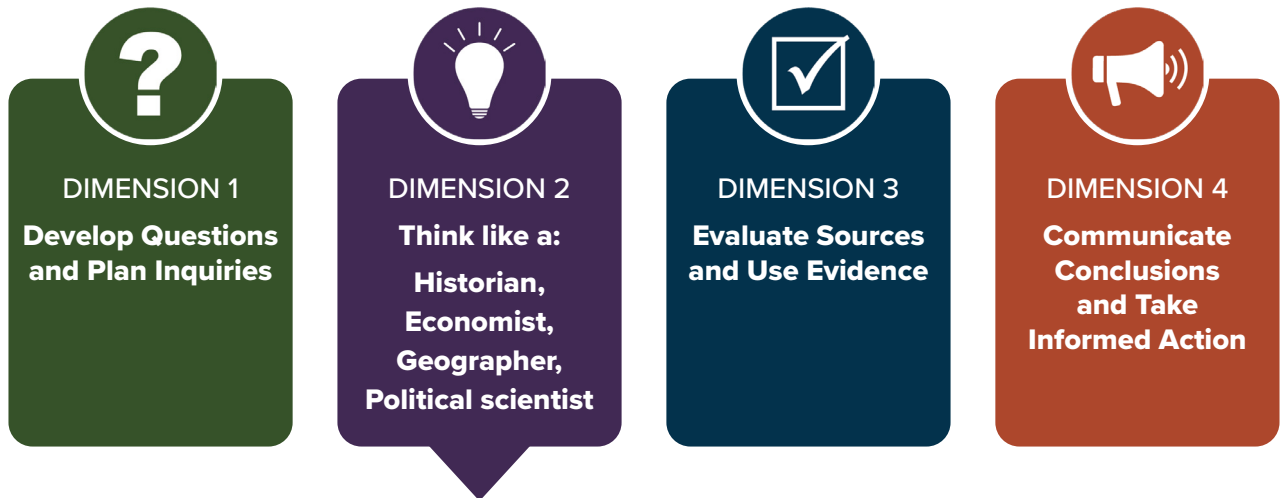 ?
DIMENSION 1
Develop Questions
and Plan Inquiries
DIMENSION 2
Think like a:
Historian,
Economist,
Geographer,
Political scientist
DIMENSION 3
Evaluate Sources
and Use Evidence
DIMENSION 4
Communicate
Conclusions
and Take
Informed Action